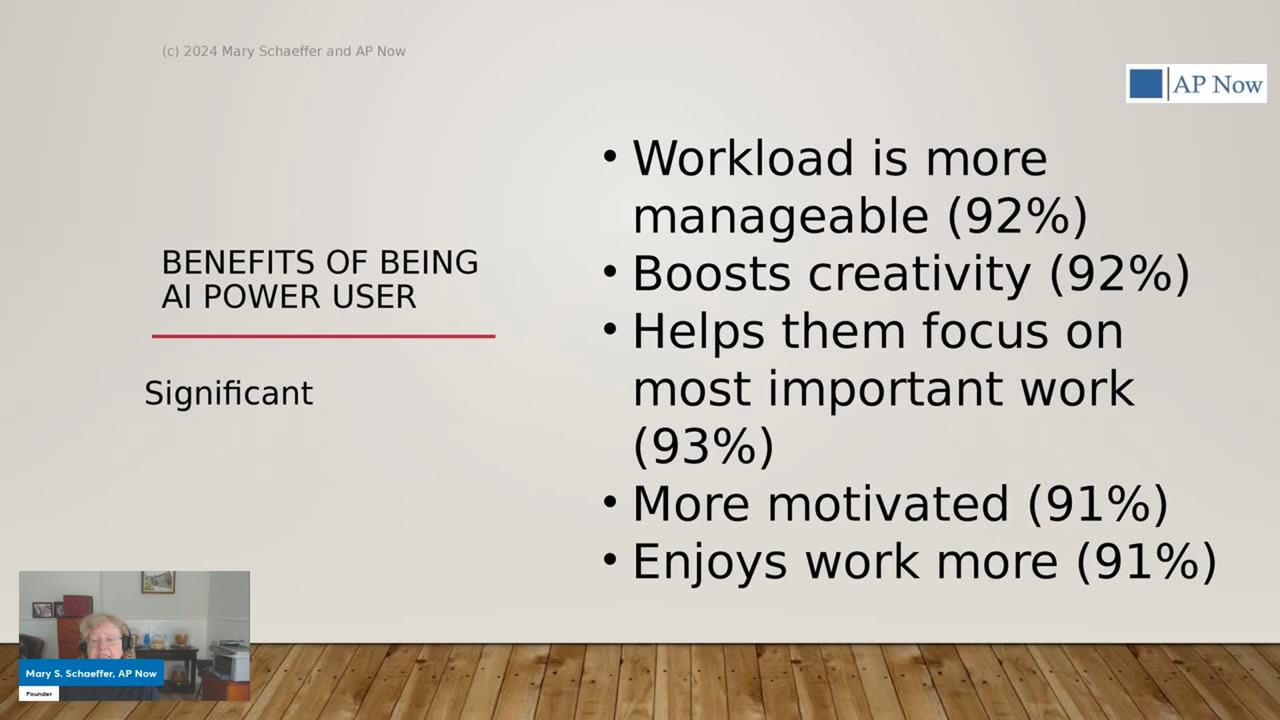 (c) 2024 Mary Schaeffer and AP Now
AP Now
BENEFITS OF BEING
AI POWER USER
Significant
• Workload is more
manageable (92%)
• Boosts creativity (92%)
• Helps them focus on
most important work
(93%)
• More motivated (91%)
• Enjoys work more (91%)
Mary S. Schaeffer, AP Now
Founder